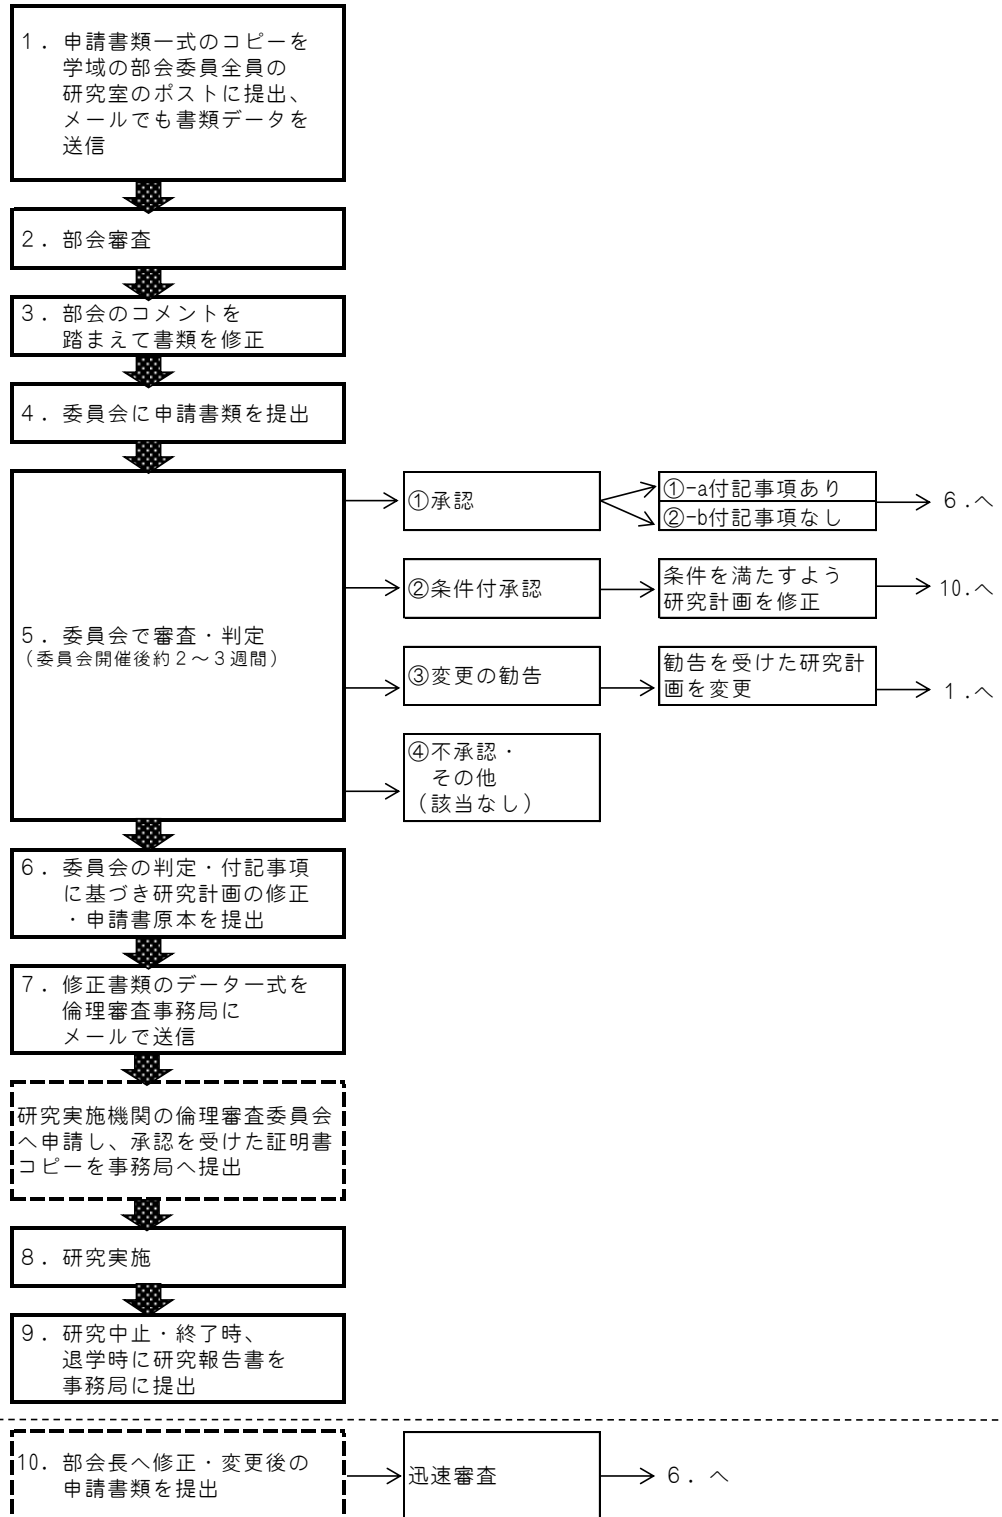 １．申請書類一式のコピーを
学域の部会委員全員の
研究室のポストに提出、
メールでも書類データを
送信
２．部会審査
３．部会のコメントを
踏まえて書類を修正
４．委員会に申請書類を提出
５．委員会で審査・判定
（委員会開催後約２～３週間）
①承認
①-a付記事項あり
②-b付記事項なし
６.へ
②条件付承認
条件を満たすよう
研究計画を修正
10.へ
③変更の勧告
勧告を受けた研究計
画を変更
１.へ
④不承認・
その他
（該当なし）
６．委員会の判定・付記事項
に基づき研究計画の修正
・申請書原本を提出
７．修正書類のデータ一式を
倫理審査事務局に
メールで送信
研究実施機関の倫理審査委員会
へ申請し、承認を受けた証明書
コピーを事務局へ提出
８．研究実施
９．研究中止・終了時、
退学時に研究報告書を
事務局に提出
10．部会長へ修正・変更後の
申請書類を提出
迅速審査
６．へ